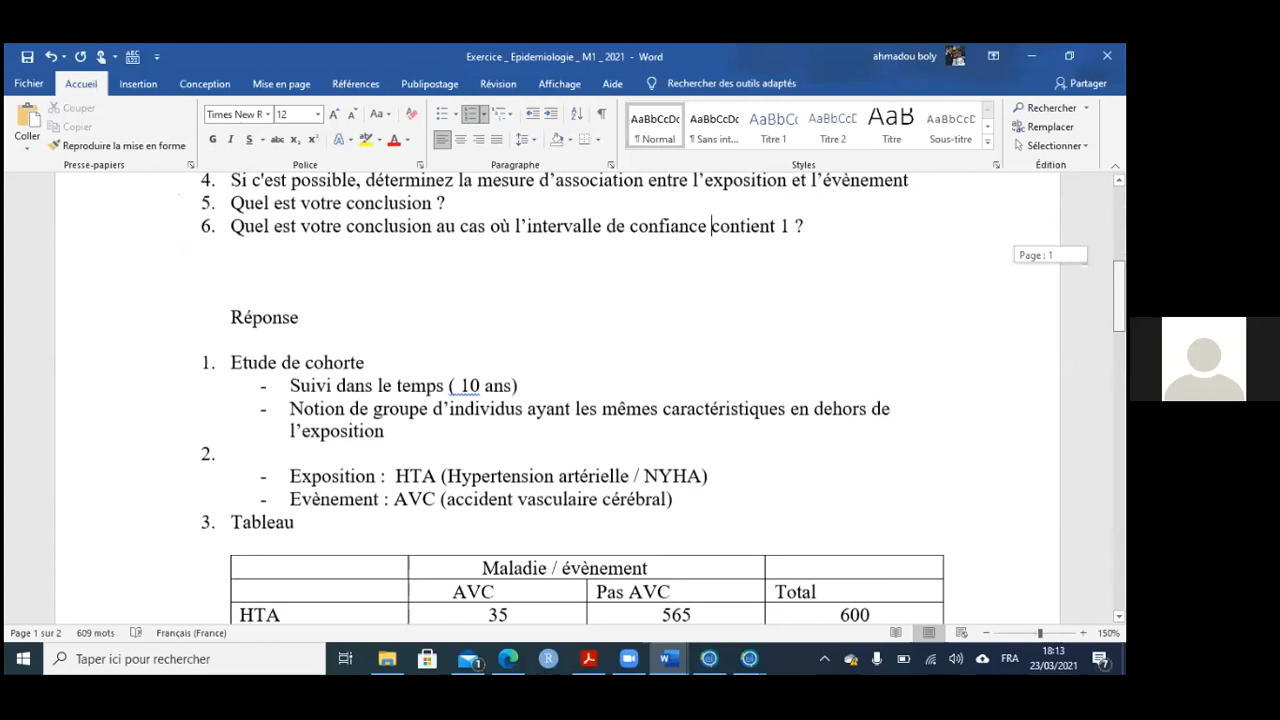 Exercice _ Epidemiologie _ M1 _ 2021 - Word
ahmadou boly
Fichier Accueil Insertion Conception Mise en page Références Publipostage Révision Affichage Aide Rechercher des outils adaptés Partager
Coller
Couper
Copier
Reproduire la mise en forme
Presse-papiers
Times New R 12
Police
Paragraphe
AaBbCcDc AaBbCcDc AaBbCc AaBbCcC AaB AaBbCcD
¶ Normal ¶ Sans int... Titre 1 Titre 2 Titre Sous-titre
Styles
Rechercher
Remplacer
Sélectionner
Édition
4. Si c'est possible, déterminez la mesure d’association entre l’exposition et l’évènement
5. Quel est votre conclusion ?
6. Quel est votre conclusion au cas où l’intervalle de confiance contient 1 ?
Page : 1
Réponse
1. Etude de cohorte
- Suivi dans le temps ( 10 ans)
- Notion de groupe d’individus ayant les mêmes caractéristiques en dehors de
l’exposition
2.
- Exposition : HTA (Hypertension artérielle / NYHA)
- Evènement : AVC (accident vasculaire cérébral)
3. Tableau
Maladie / évènement
AVC Pas AVC Total
HTA 35 565 600
Page 1 sur 2 609 mots Français (France) 150%
Taper ici pour rechercher
FRA
18:13
23/03/2021